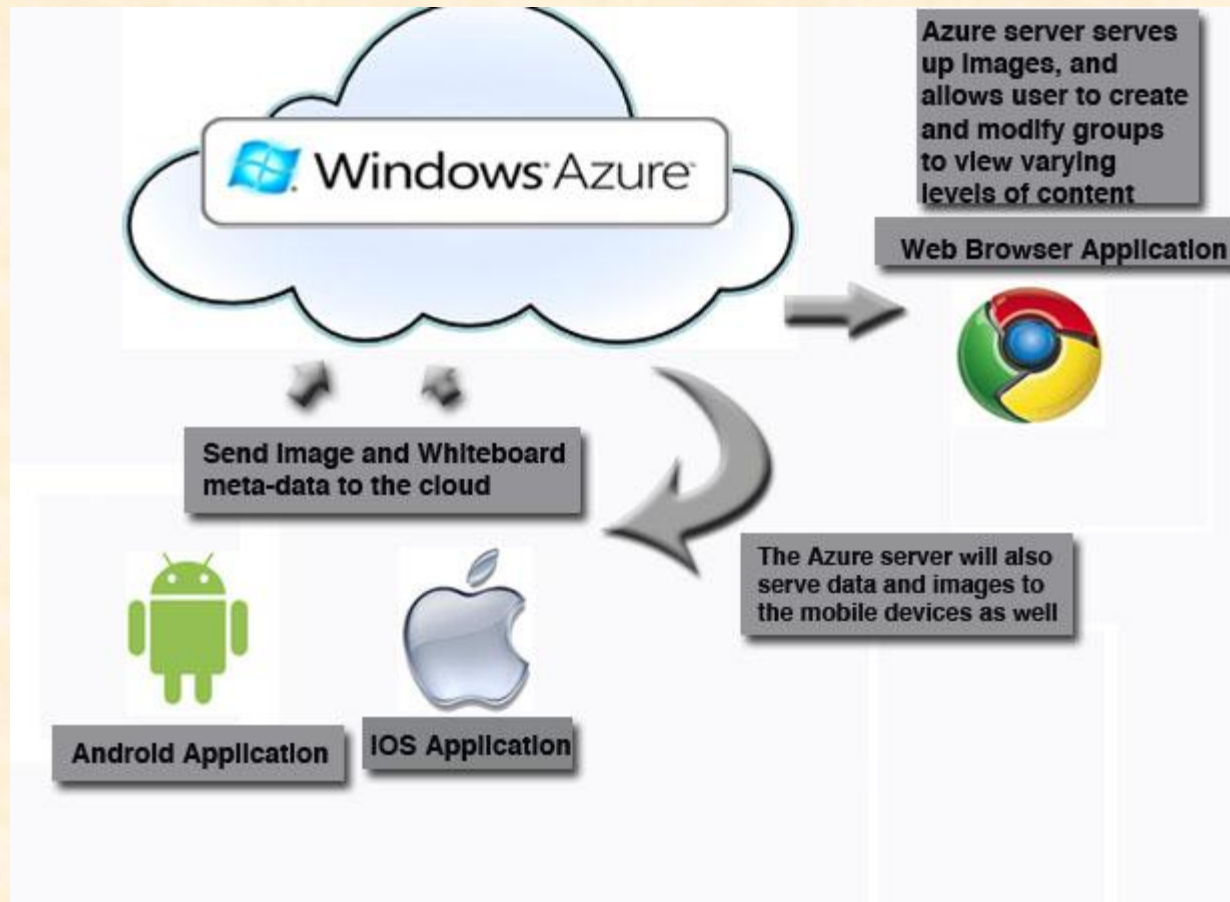 Windows Azure
Azure server serves
up images, and
allows user to create
and modify groups
to view varying
levels of content
Web Browser Application
Send Image and Whiteboard
meta-data to the cloud
The Azure server will also
serve data and images to
the mobile devices as well
Android Application
IOS Application